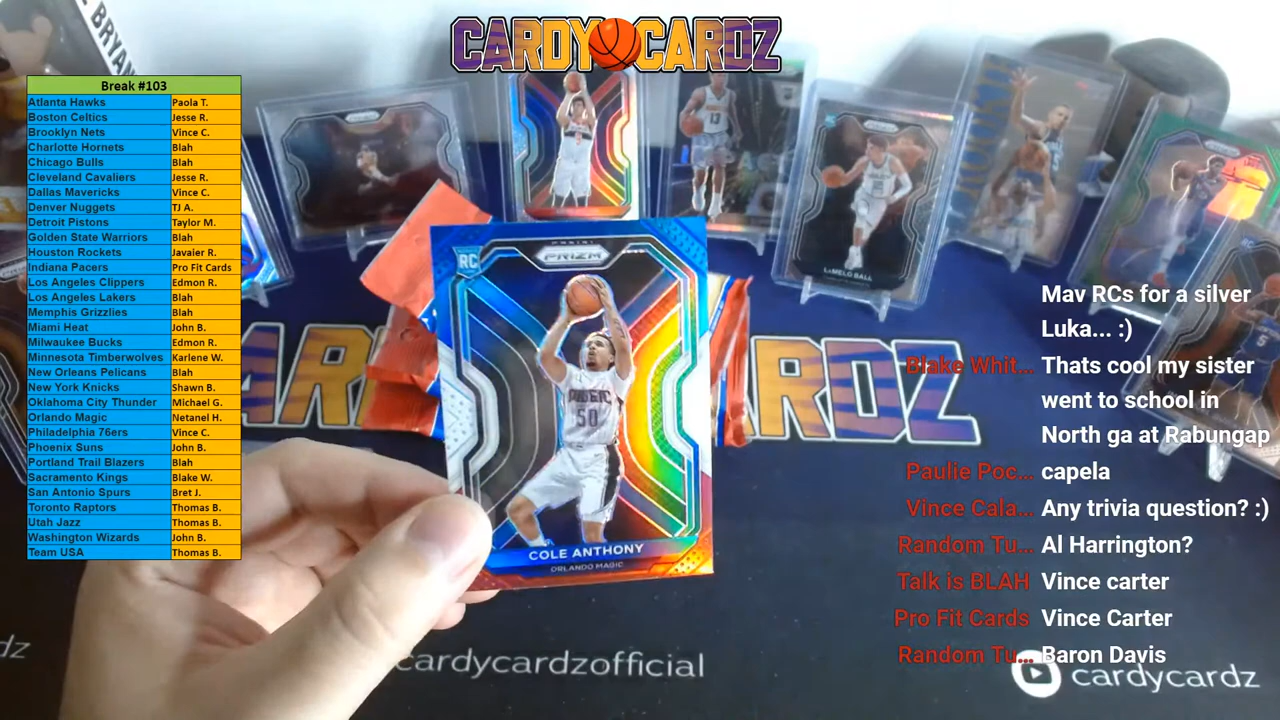 CARDY CARDZ
BRYAN
Break #103
Atlanta Hawks Paola T.
Boston Celtics Jesse R.
Brooklyn Nets Vince C.
Charlotte Hornets Blah
Chicago Bulls Blah
Cleveland Cavaliers Jesse R.
Dallas Mavericks Vince C.
Denver Nuggets TJ A.
Detroit Pistons Taylor M.
Golden State Warriors Blah
Houston Rockets Javaier R.
Indiana Pacers Pro Fit Cards
Los Angeles Clippers Edmon R.
Los Angeles Lakers Blah
Memphis Grizzlies Blah
Miami Heat John B.
Milwaukee Bucks Edmon R.
Minnesota Timberwolves Karlene W.
New Orleans Pelicans Blah
New York Knicks Shawn B.
Oklahoma City Thunder Michael G.
Orlando Magic Netanel H.
Philadelphia 76ers Vince C.
Phoenix Suns John B.
Portland Trail Blazers Blah
Sacramento Kings Blake W.
San Antonio Spurs Bret J.
Toronto Raptors Thomas B.
Utah Jazz Thomas B.
Washington Wizards John B.
Team USA Thomas B.
PANINI
PRIZM
RC
MAGIC
50
COLE ANTHONY
ORLANDO MAGIC
LaMELO BALL
Mav RCs for a silver
Luka... :)
Blake Whit... Thats cool my sister
went to school in
North ga at Rabungap
Paulie Poc... capela
Vince Cala... Any trivia question? :)
Random Tu... Al Harrington?
Talk is BLAH Vince carter
Pro Fit Cards Vince Carter
Random Tu... Baron Davis
cardycardzofficial
cardycardz